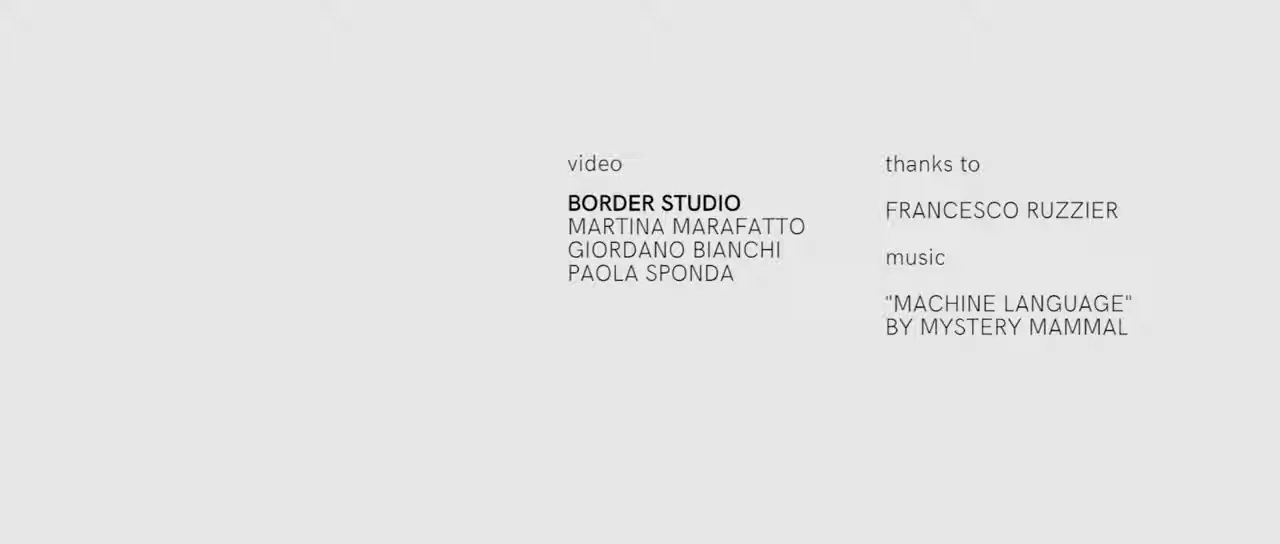 video
BORDER STUDIO
MARTINA MARAFATTO
GIORDANO BIANCHI
PAOLA SPONDA
thanks to
FRANCESCO RUZZIER
music
"MACHINE LANGUAGE"
BY MYSTERY MAMMAL